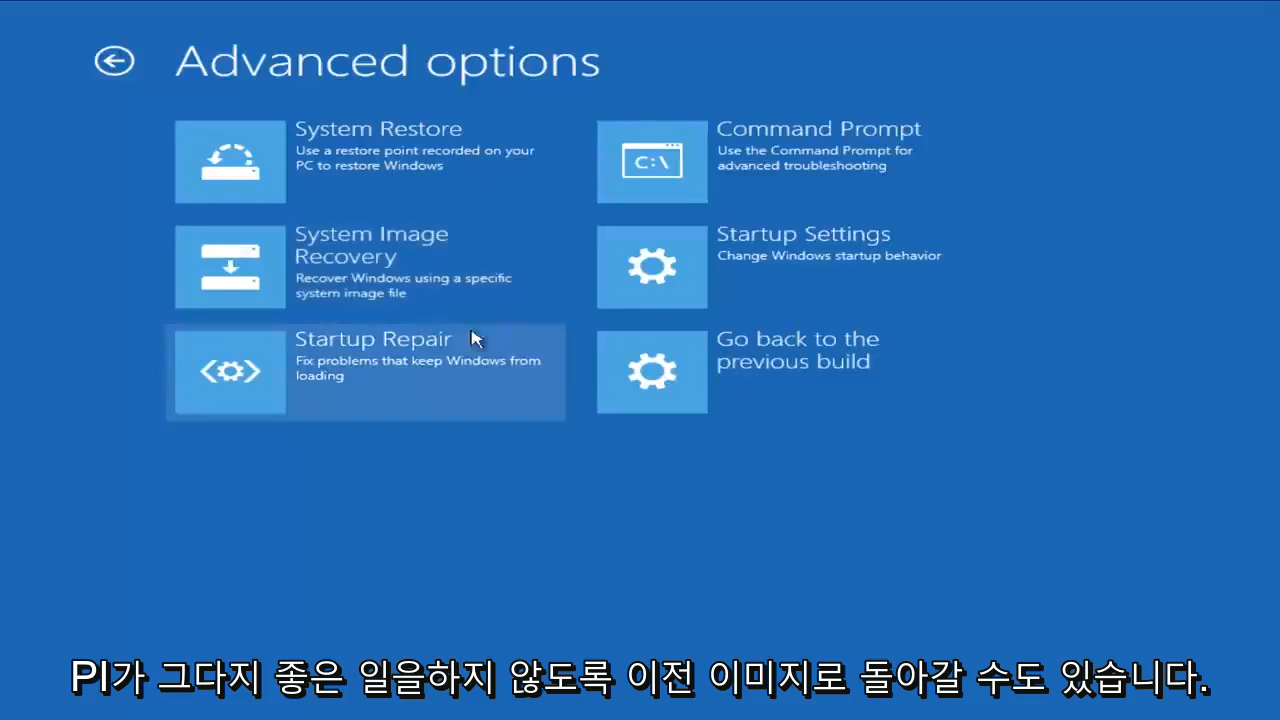 Advanced options
System Restore
Use a restore point recorded on your
PC to restore Windows
Command Prompt
Use the Command Prompt for
advanced troubleshooting
C:\
System Image
Recovery
Recover Windows using a specific
system image file
Startup Settings
Change Windows startup behavior
Startup Repair
Fix problems that keep Windows from
loading
Go back to the
previous build
PI가 그다지 좋은 일을하지 않도록 이전 이미지로 돌아갈 수도 있습니다.